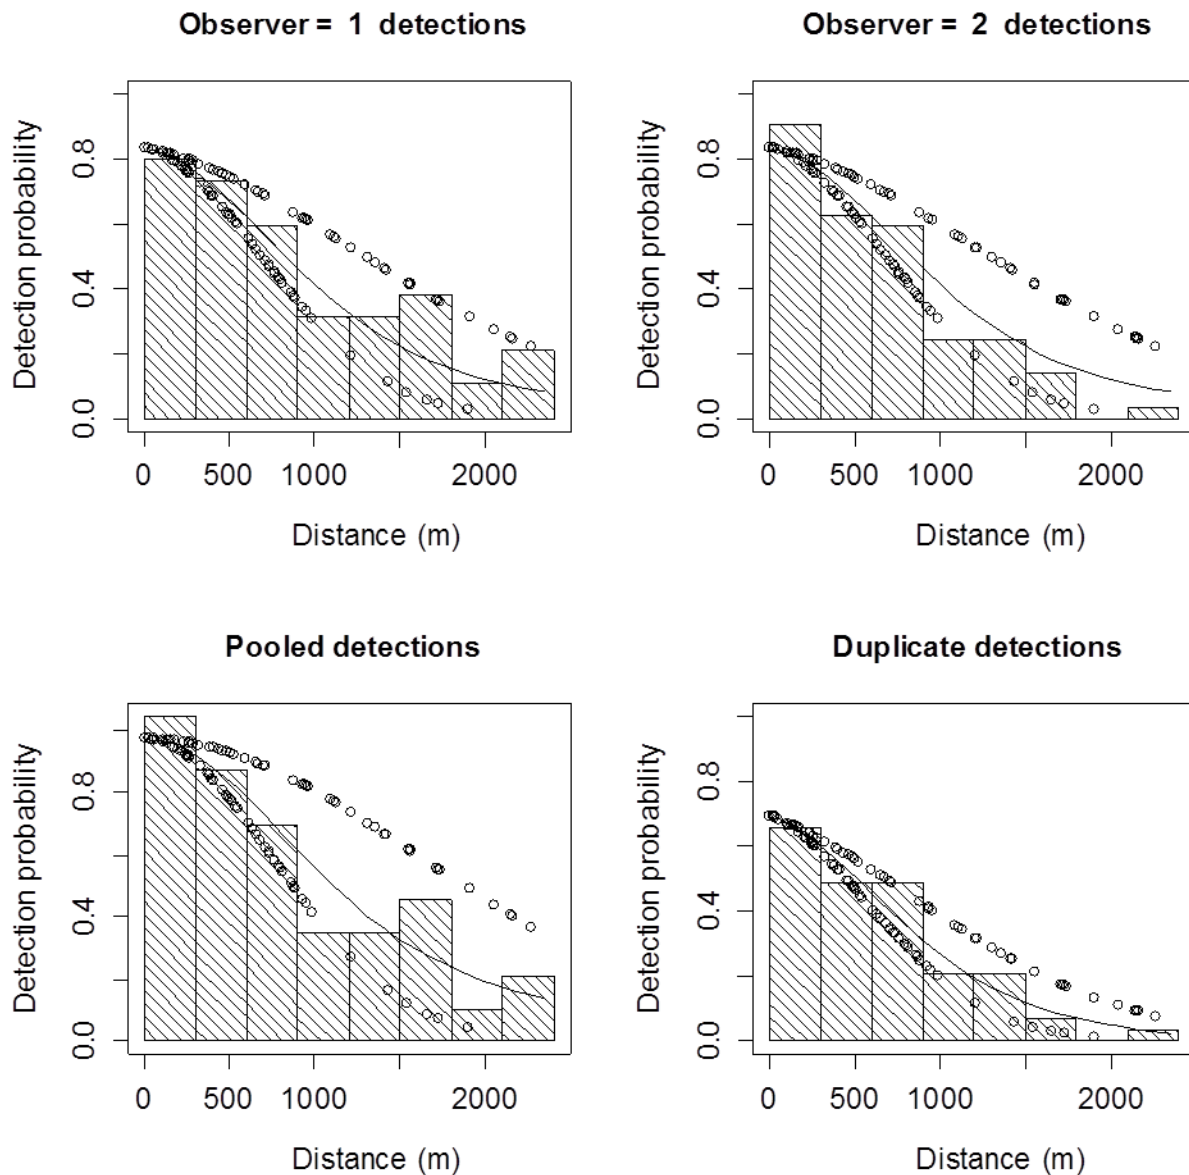 Observer = 1 detections
Detection probability
0.0 0.4 0.8
0 500 1000 2000
Distance (m)
Observer = 2 detections
Detection probability
0.0 0.4 0.8
0 500 1000 2000
Distance (m)
Pooled detections
Detection probability
0.0 0.4 0.8
0 500 1000 2000
Distance (m)
Duplicate detections
Detection probability
0.0 0.4 0.8
0 500 1000 2000
Distance (m)